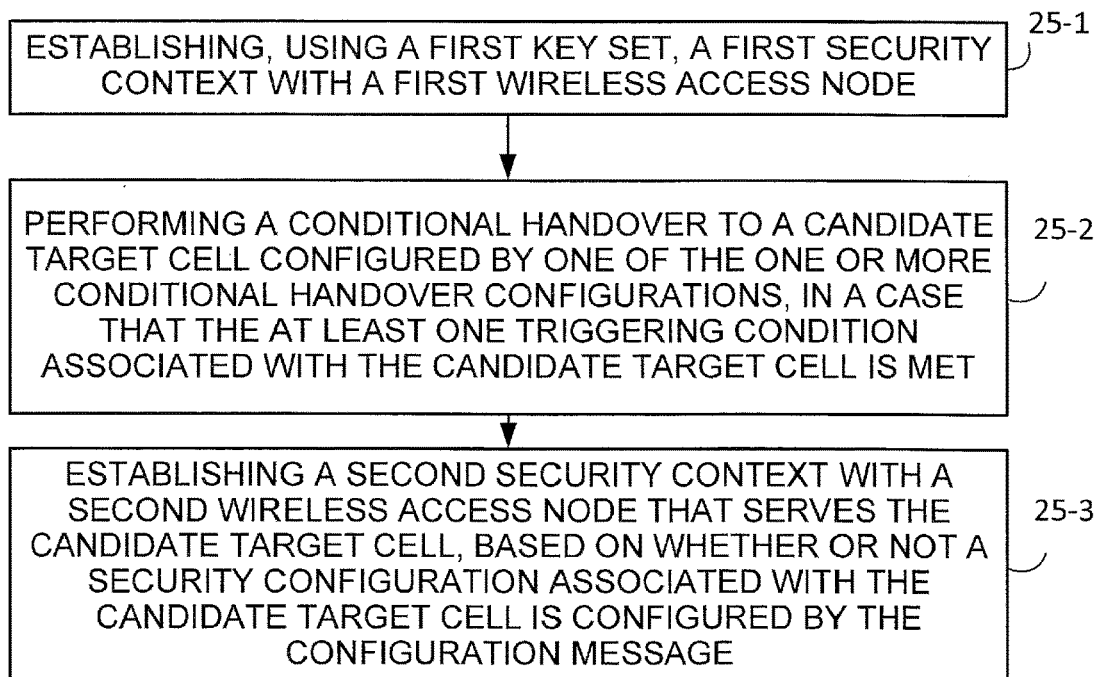 25-1
ESTABLISHING, USING A FIRST KEY SET, A FIRST SECURITY
CONTEXT WITH A FIRST WIRELESS ACCESS NODE
25-2
PERFORMING A CONDITIONAL HANDOVER TO A CANDIDATE
TARGET CELL CONFIGURED BY ONE OF THE ONE OR MORE
CONDITIONAL HANDOVER CONFIGURATIONS, IN A CASE
THAT THE AT LEAST ONE TRIGGERING CONDITION
ASSOCIATED WITH THE CANDIDATE TARGET CELL IS MET
25-3
ESTABLISHING A SECOND SECURITY CONTEXT WITH A
SECOND WIRELESS ACCESS NODE THAT SERVES THE
CANDIDATE TARGET CELL, BASED ON WHETHER OR NOT A
SECURITY CONFIGURATION ASSOCIATED WITH THE
CANDIDATE TARGET CELL IS CONFIGURED BY THE
CONFIGURATION MESSAGE